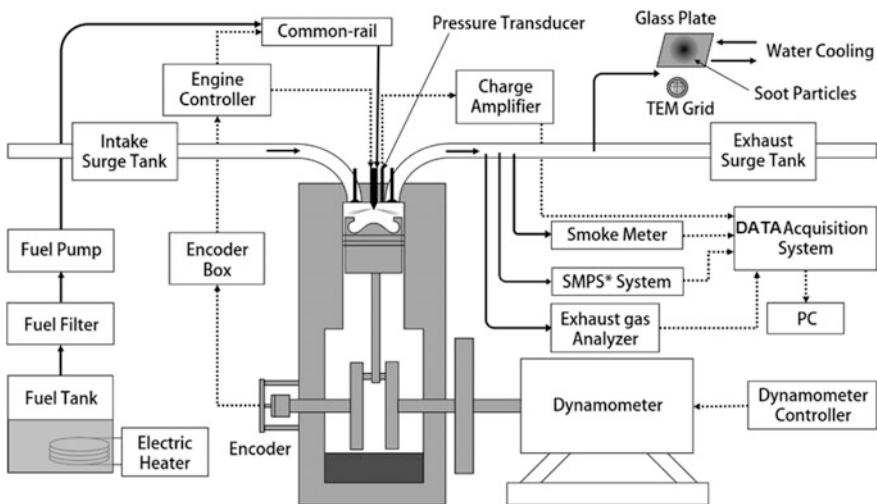 Common-rail
Pressure Transducer
Glass Plate
Water Cooling
Soot Particles
TEM Grid
Engine
Controller
Charge
Amplifier
Intake
Surge Tank
Exhaust
Surge Tank
Fuel Pump
Encoder
Box
Smoke Meter
DATA Acquisition
System
SMPS* System
Fuel Filter
Exhaust gas
Analyzer
PC
Fuel Tank
Dynamometer
Dynamometer
Controller
Electric
Heater
Encoder